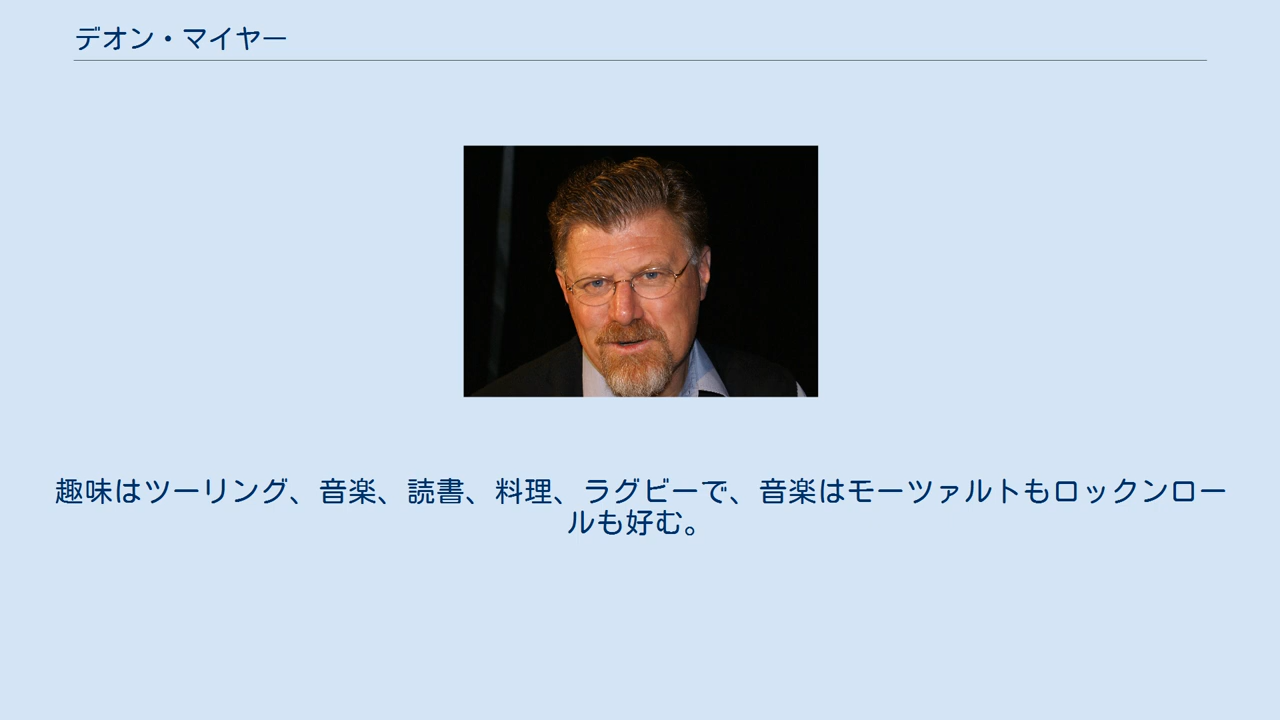 デオン・マイヤー
趣味はツーリング、音楽、読書、料理、ラグビーで、音楽はモーツァルトもロックンロー
ルも好む。